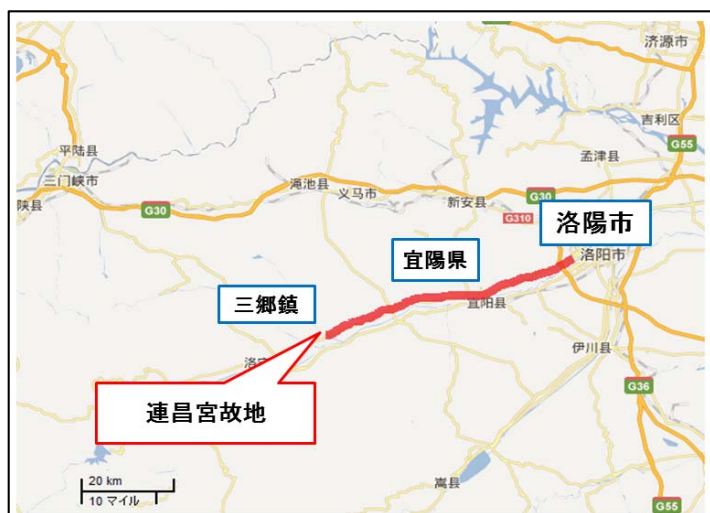 济源市
吉利区
G55
平陆县
孟津县
三门峡市
渑池县
义马市
陕县
G30
新安县
G30
G310
洛陽市
洛阳市
宜陽県
三郷鎮
宜阳县
伊川县
洛宁
G36
連昌宮故地
20 km
10 マイル
嵩县
G55